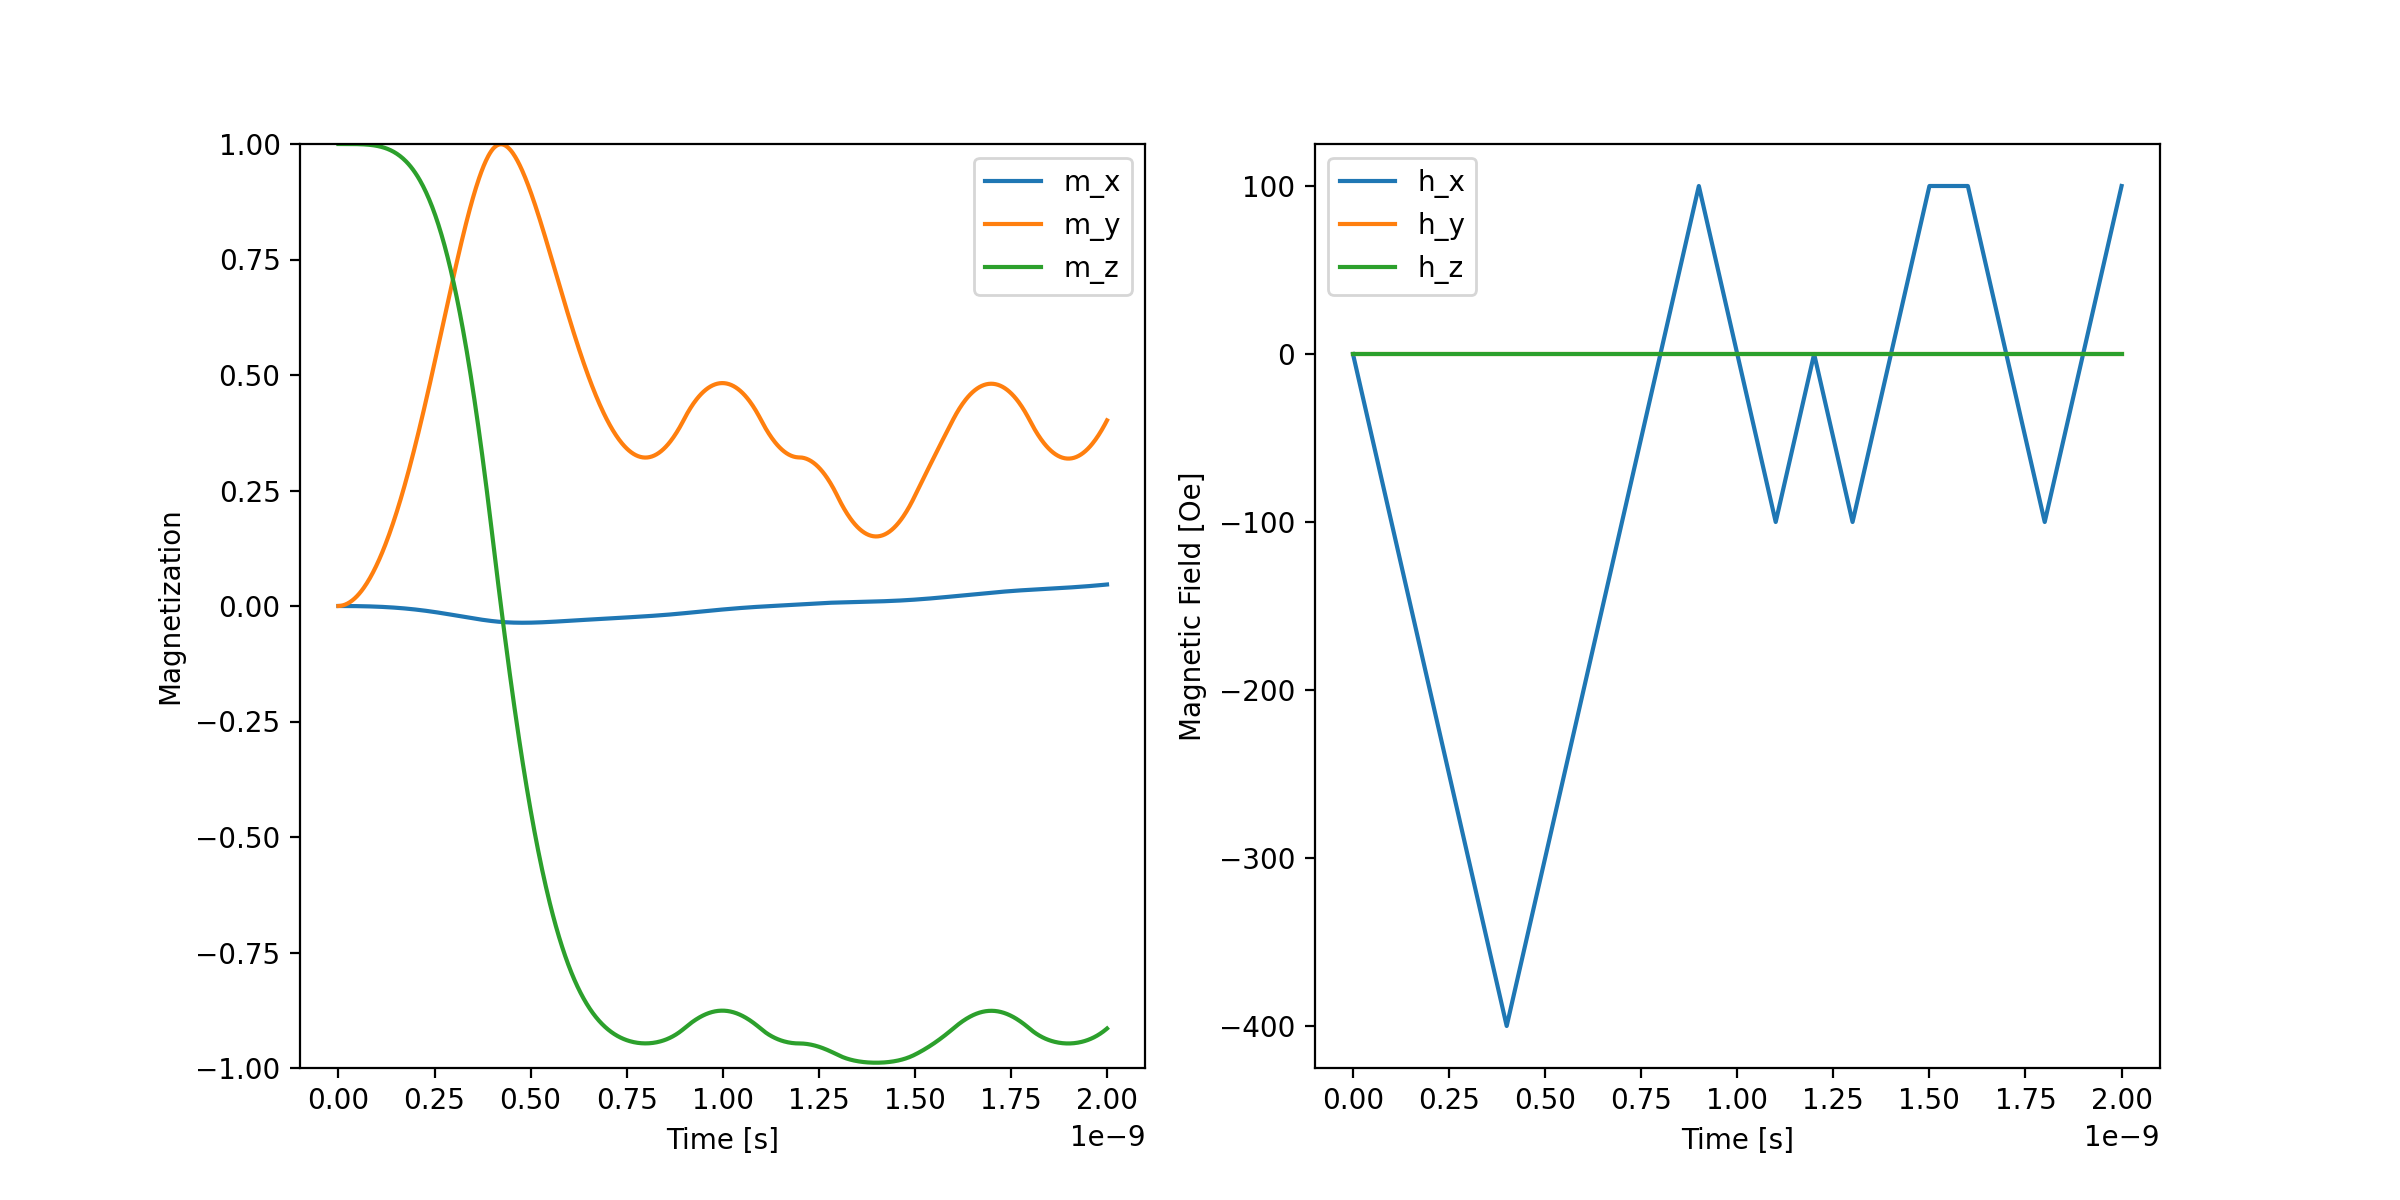 1.00
0.75
0.50
0.25
0.00
−0.25
−0.50
−0.75
−1.00
Magnetization
m_x
m_y
m_z
0.00 0.25 0.50 0.75 1.00 1.25 1.50 1.75 2.00
1e−9
Time [s]
100
0
−100
−200
−300
−400
Magnetic Field [Oe]
h_x
h_y
h_z
0.00 0.25 0.50 0.75 1.00 1.25 1.50 1.75 2.00
1e−9
Time [s]